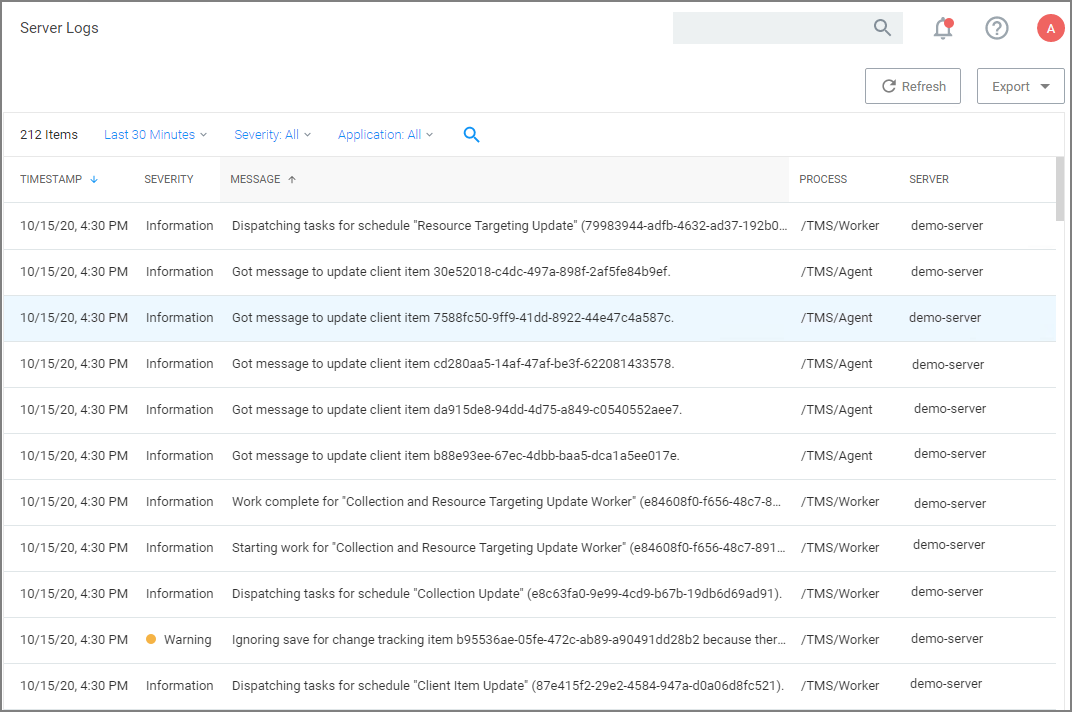 Server Logs
A
Refresh Export
212 Items Last 30 Minutes Severity: All Application: All
TIMESTAMP SEVERITY MESSAGE PROCESS SERVER
10/15/20, 4:30 PM Information Dispatching tasks for schedule "Resource Targeting Update" (79983944-adfb-4632-ad37-192b0... /TMS/Worker demo-server
10/15/20, 4:30 PM Information Got message to update client item 30e52018-c4dc-497a-898f-2af5fe84b9ef. /TMS/Agent demo-server
10/15/20, 4:30 PM Information Got message to update client item 7588fc50-9ff9-41dd-8922-44e47c4a587c. /TMS/Agent demo-server
10/15/20, 4:30 PM Information Got message to update client item cd280aa5-14af-47af-be3f-622081433578. /TMS/Agent demo-server
10/15/20, 4:30 PM Information Got message to update client item da915de8-94dd-4d75-a849-c0540552aee7. /TMS/Agent demo-server
10/15/20, 4:30 PM Information Got message to update client item b88e93ee-67ec-4dbb-baa5-dca1a5ee017e. /TMS/Agent demo-server
10/15/20, 4:30 PM Information Work complete for "Collection and Resource Targeting Update Worker" (e84608f0-f656-48c7-8... /TMS/Worker demo-server
10/15/20, 4:30 PM Information Starting work for "Collection and Resource Targeting Update Worker" (e84608f0-f656-48c7-891... /TMS/Worker demo-server
10/15/20, 4:30 PM Information Dispatching tasks for schedule "Collection Update" (e8c63fa0-9e99-4cd9-b67b-19db6d69ad91). /TMS/Worker demo-server
10/15/20, 4:30 PM Warning Ignoring save for change tracking item b95536ae-05fe-472c-ab89-a90491dd28b2 because ther... /TMS/Worker demo-server
10/15/20, 4:30 PM Information Dispatching tasks for schedule "Client Item Update" (87e415f2-29e2-4584-947a-d0a06d8fc521). /TMS/Worker demo-server